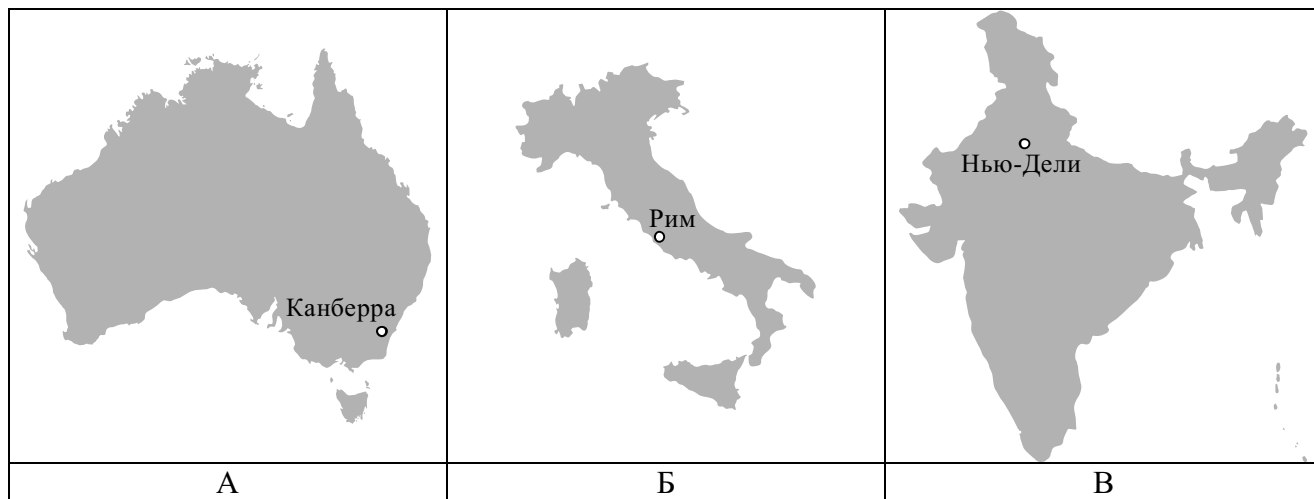 Канберра
Рим
Нью-Дели
А
Б
В